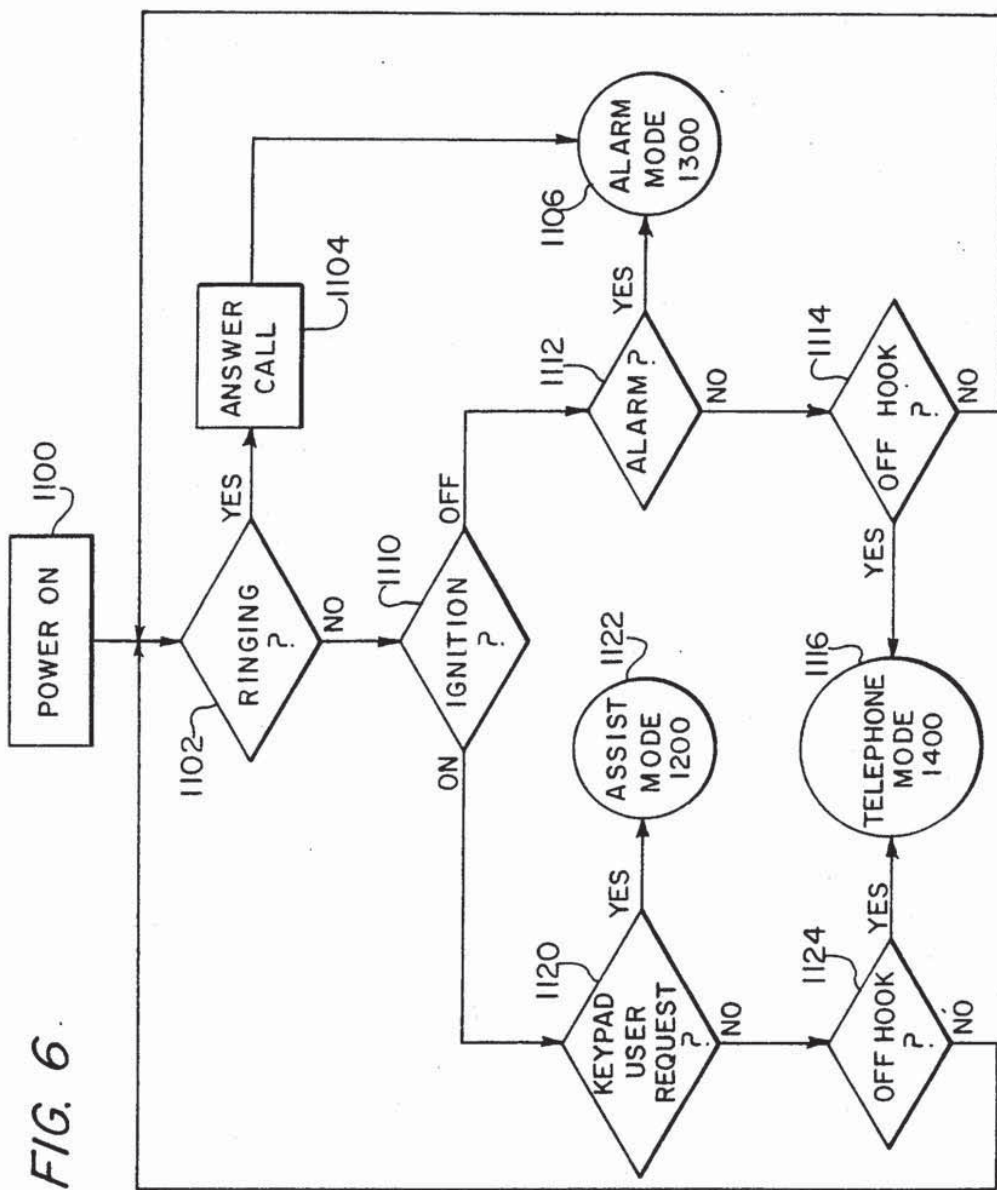 FIG. 6.
POWER ON
1100
RINGING
?
1102
YES
NO
ANSWER
CALL
1104
IGNITION
?
1110
ON
OFF
KEYPAD
USER
REQUEST
?
1120
YES
NO
ASSIST
MODE
1200
1122
ALARM?
1112
YES
NO
ALARM
MODE
1300
1106
OFF HOOK
?
1124
YES
NO
TELEPHONE
MODE
1400
1116
OFF HOOK
?
1114
YES
NO